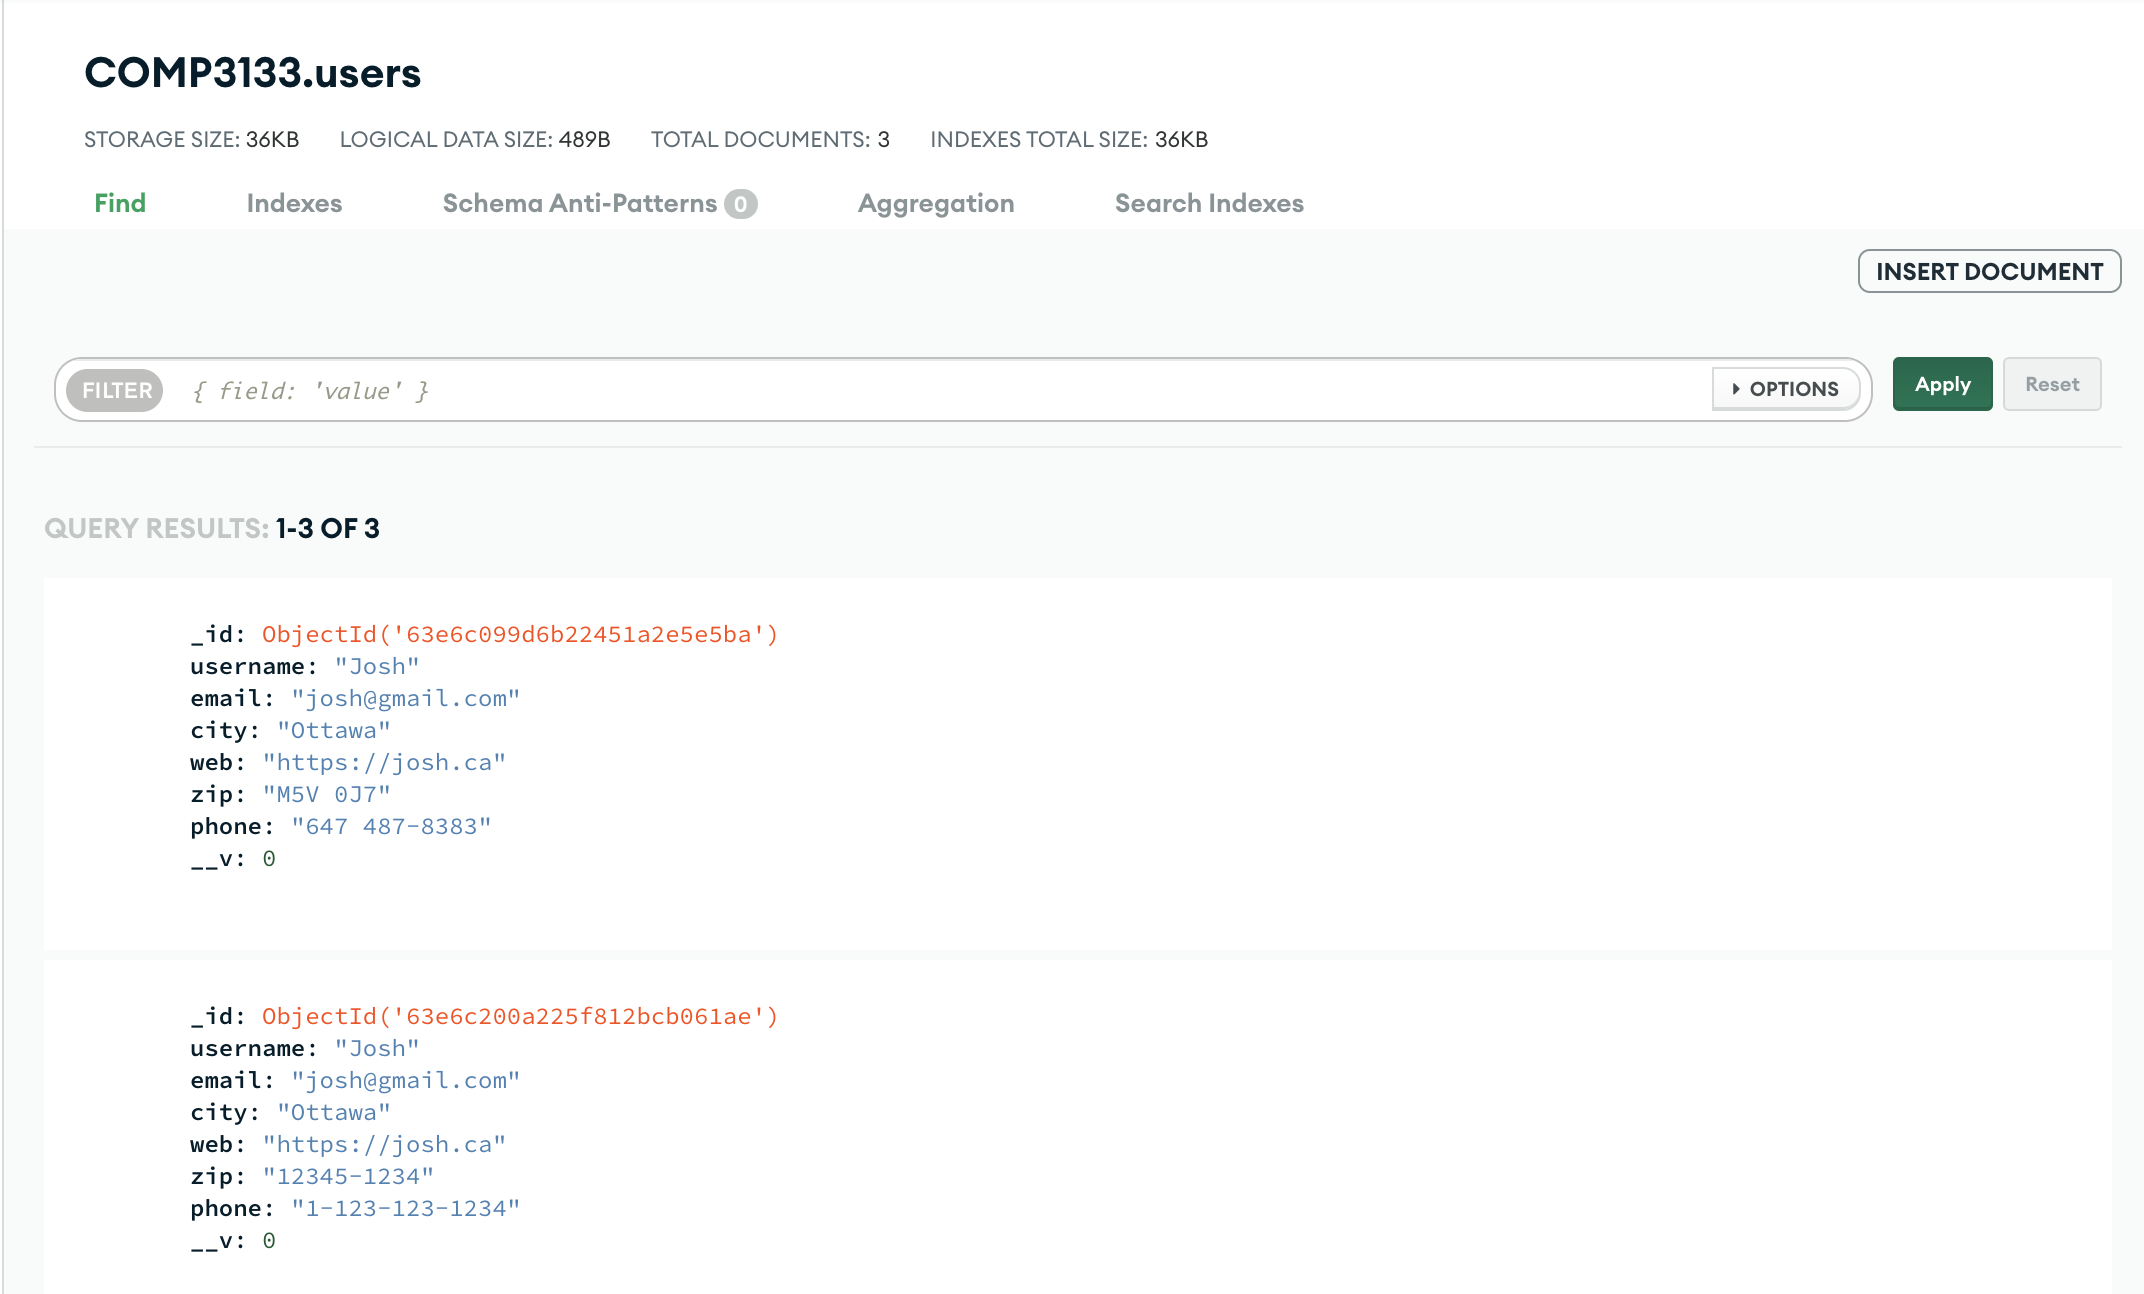 COMP3133.users
STORAGE SIZE: 36KB LOGICAL DATA SIZE: 489B TOTAL DOCUMENTS: 3 INDEXES TOTAL SIZE: 36KB
Find Indexes Schema Anti-Patterns 0 Aggregation Search Indexes
INSERT DOCUMENT
FILTER { field: 'value' } OPTIONS Apply Reset
QUERY RESULTS: 1-3 OF 3
_id: ObjectId('63e6c099d6b22451a2e5e5ba')
username: "Josh"
email: "josh@gmail.com"
city: "Ottawa"
web: "https://josh.ca"
zip: "M5V 0J7"
phone: "647 487-8383"
__v: 0
_id: ObjectId('63e6c200a225f812bcb061ae')
username: "Josh"
email: "josh@gmail.com"
city: "Ottawa"
web: "https://josh.ca"
zip: "12345-1234"
phone: "1-123-123-1234"
__v: 0